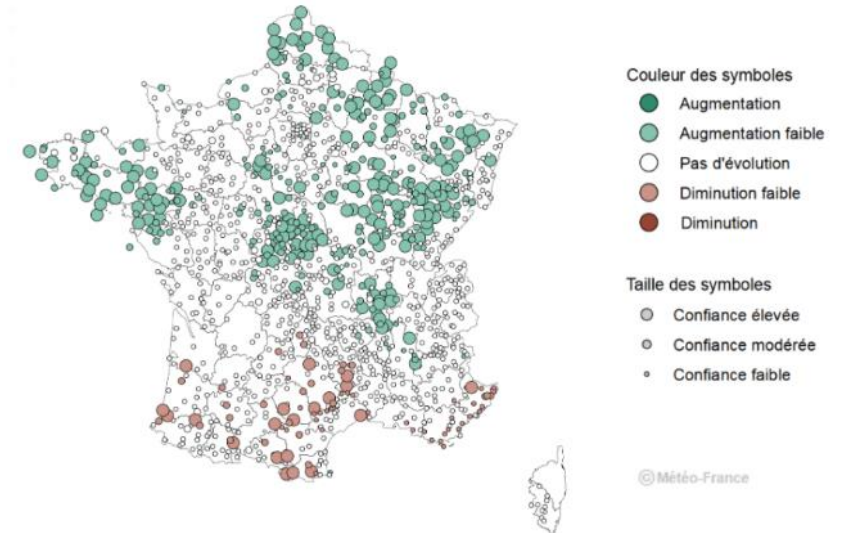 Couleur des symboles
Augmentation
Augmentation faible
Pas d'évolution
Diminution faible
Diminution
Taille des symboles
Confiance élevée
Confiance modérée
Confiance faible
©Météo-France